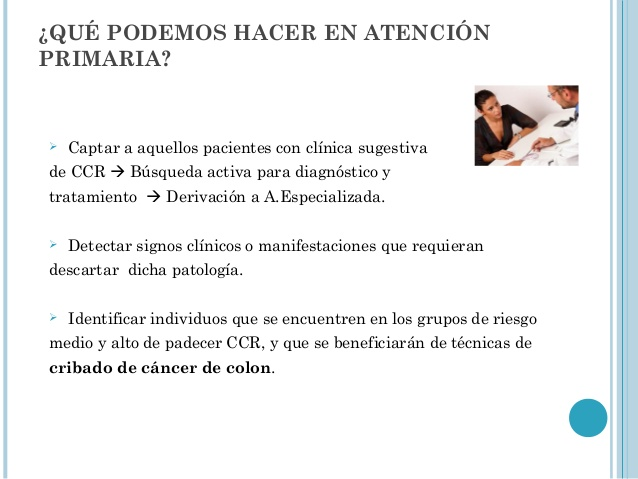 ¿QUÉ PODEMOS HACER EN ATENCIÓN
PRIMARIA?
➢ Captar a aquellos pacientes con clínica sugestiva
de CCR → Búsqueda activa para diagnóstico y
tratamiento → Derivación a A.Especializada.
➢ Detectar signos clínicos o manifestaciones que requieran
descartar dicha patología.
➢ Identificar individuos que se encuentren en los grupos de riesgo
medio y alto de padecer CCR, y que se beneficiarán de técnicas de
cribado de cáncer de colon.